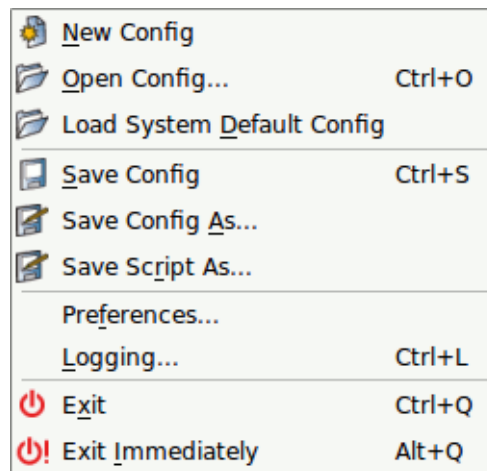 New Config
Open Config... Ctrl+O
Load System Default Config
Save Config Ctrl+S
Save Config As...
Save Script As...
Preferences...
Logging... Ctrl+L
Exit Ctrl+Q
Exit Immediately Alt+Q